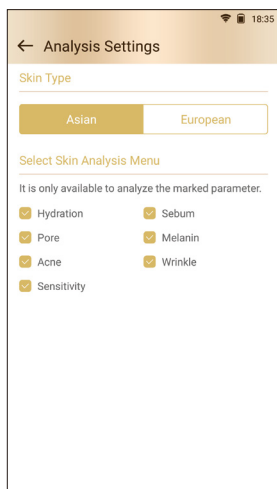 18:35
Analysis Settings
Skin Type
Asian European
Select Skin Analysis Menu
It is only available to analyze the marked parameter.
Hydration Sebum
Pore Melanin
Acne Wrinkle
Sensitivity